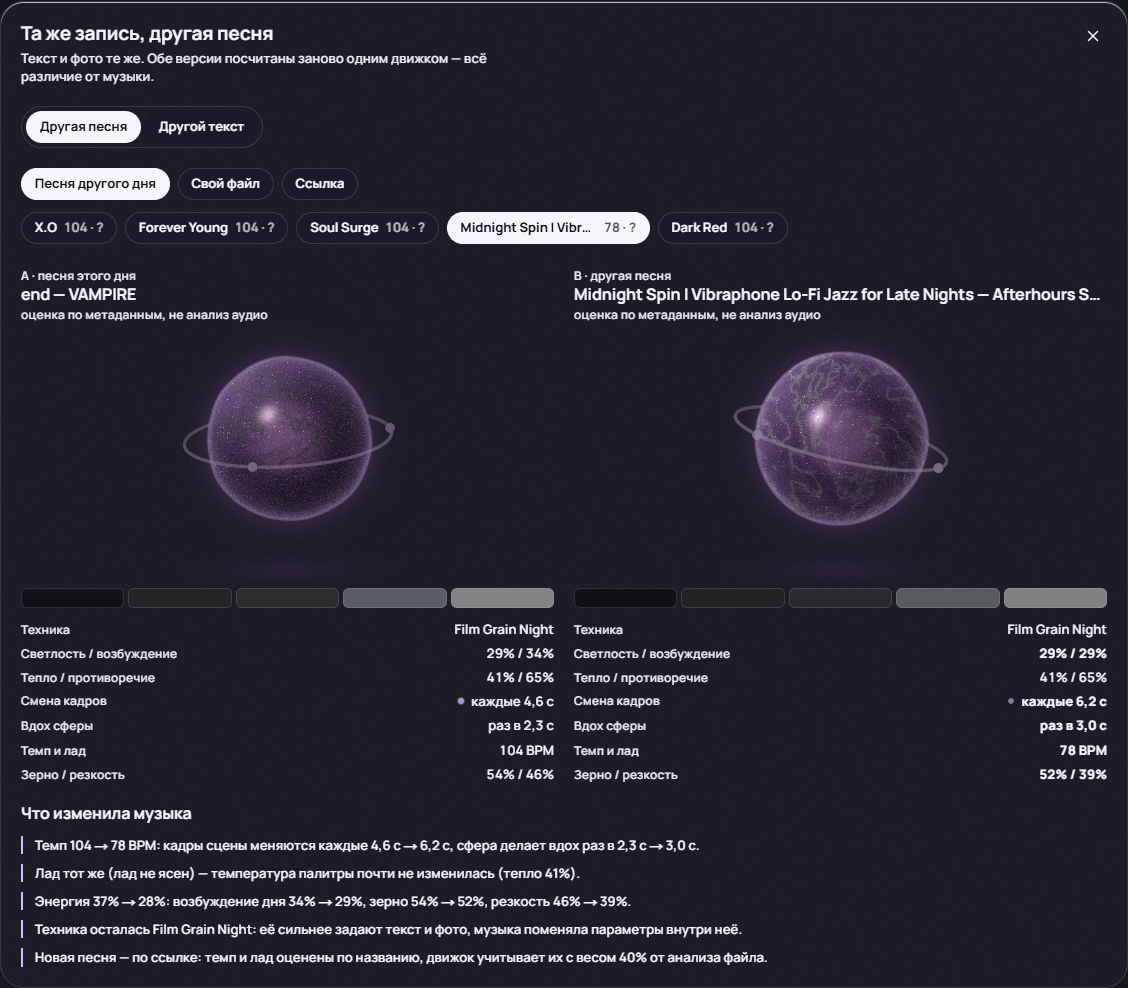 Та же запись, другая песня
Текст и фото те же. Обе версии посчитаны заново одним движком — всё
различие от музыки.
Другая песня Другой текст
Песня другого дня Свой файл Ссылка
X.O 104 · ? Forever Young 104 · ? Soul Surge 104 · ? Midnight Spin | Vibr... 78 · ? Dark Red 104 · ?
A · песня этого дня
end — VAMPIRE
оценка по метаданным, не анализ аудио
B · другая песня
Midnight Spin | Vibraphone Lo-Fi Jazz for Late Nights — Afterhours S...
оценка по метаданным, не анализ аудио
Техника Film Grain Night
Светлость / возбуждение 29% / 34%
Тепло / противоречие 41% / 65%
Смена кадров каждые 4,6 с
Вдох сферы раз в 2,3 с
Темп и лад 104 BPM
Зерно / резкость 54% / 46%
Техника Film Grain Night
Светлость / возбуждение 29% / 29%
Тепло / противоречие 41% / 65%
Смена кадров каждые 6,2 с
Вдох сферы раз в 3,0 с
Темп и лад 78 BPM
Зерно / резкость 52% / 39%
Что изменила музыка
Темп 104 → 78 BPM: кадры сцены меняются каждые 4,6 с → 6,2 с, сфера делает вдох раз в 2,3 с → 3,0 с.
Лад тот же (лад не ясен) — температура палитры почти не изменилась (тепло 41%).
Энергия 37% → 28%: возбуждение дня 34% → 29%, зерно 54% → 52%, резкость 46% → 39%.
Техника осталась Film Grain Night: её сильнее задают текст и фото, музыка поменяла параметры внутри неё.
Новая песня — по ссылке: темп и лад оценены по названию, движок учитывает их с весом 40% от анализа файла.